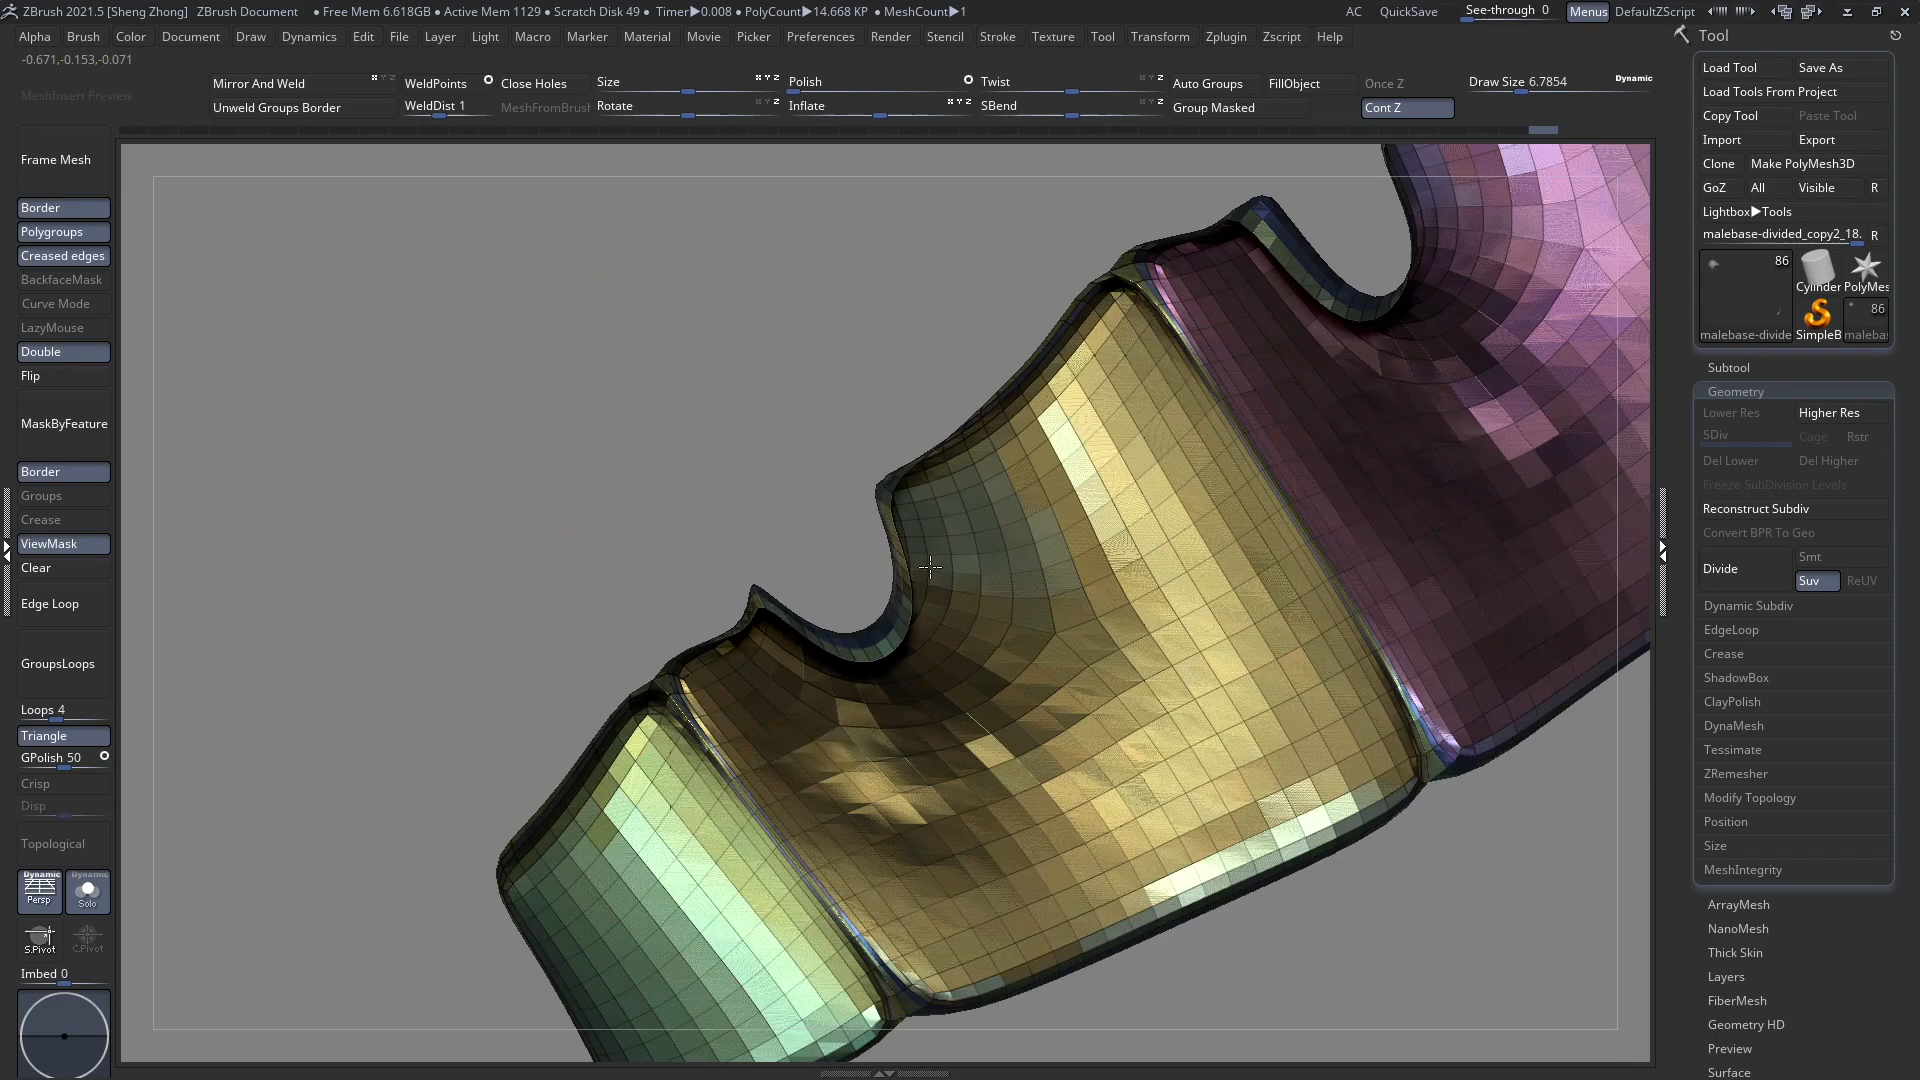 ZBrush 2021.5 [Sheng Zhong] ZBrush Document • Free Mem 6.618GB • Active Mem 1129 • Scratch Disk 49 • Timer▶0.008 • PolyCount▶14.668 KP • MeshCount▶1 AC QuickSave See-through 0 Menus DefaultZScript
Alpha Brush Color Document Draw Dynamics Edit File Layer Light Macro Marker Material Movie Picker Preferences Render Stencil Stroke Texture Tool Transform Zplugin Zscript Help
-0.671,-0.153,-0.071
MeshInsert Preview
Mirror And Weld WeldPoints Close Holes Size Polish Twist Auto Groups FillObject Once Z Draw Size 6.7854 Dynamic
Unweld Groups Border WeldDist 1 MeshFromBrush Rotate Inflate SBend Group Masked Cont Z
Frame Mesh
Border
Polygroups
Creased edges
BackfaceMask
Curve Mode
LazyMouse
Double
Flip
MaskByFeature
Border
Groups
Crease
ViewMask
Clear
Edge Loop
GroupsLoops
Loops 4
Triangle
GPolish 50
Crisp
Disp
Topological
Dynamic Dynamic
Persp Solo
S.Pivot C.Pivot
Imbed 0
Tool
Load Tool Save As
Load Tools From Project
Copy Tool Paste Tool
Import Export
Clone Make PolyMesh3D
GoZ All Visible R
Lightbox▶Tools
malebase-divided_copy2_18. R
86
Cylinder PolyMes
86
malebase-divide SimpleB maleba
Subtool
Geometry
Lower Res Higher Res
SDiv Cage Rstr
Del Lower Del Higher
Freeze SubDivision Levels
Reconstruct Subdiv
Convert BPR To Geo
Divide Smt
Suv ReUV
Dynamic Subdiv
EdgeLoop
Crease
ShadowBox
ClayPolish
DynaMesh
Tessimate
ZRemesher
Modify Topology
Position
Size
MeshIntegrity
ArrayMesh
NanoMesh
Thick Skin
Layers
FiberMesh
Geometry HD
Preview
Surface